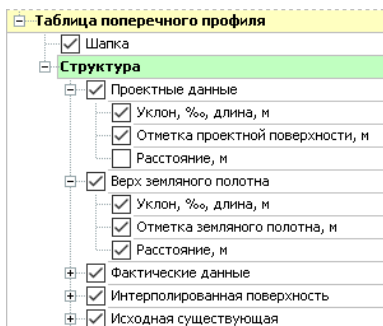 Таблица поперечного профиля
Шапка
Структура
Проектные данные
Уклон, ‰, длина, м
Отметка проектной поверхности, м
Расстояние, м
Верх земляного полотна
Уклон, ‰, длина, м
Отметка земляного полотна, м
Расстояние, м
Фактические данные
Интерполированная поверхность
Исходная существующая